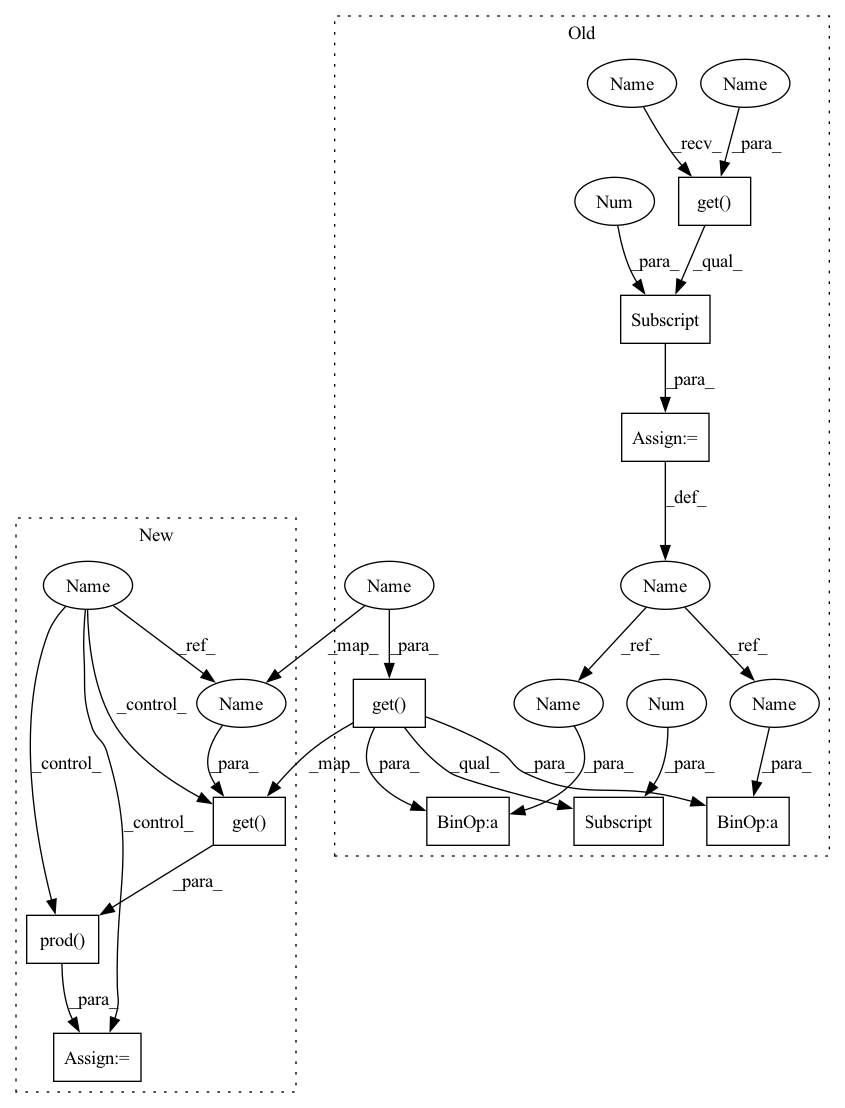 Old
Name Name
_recv_ _para_
Num get()
_para_ _qual_
Subscript
_para_
Assign:=
_def_
New
Name Name Name
_ref_ _map_ _para_ _ref_ _ref_
_control_ Name get() Name Num Name
_control_ _control_ _para_ _map_ _para_ _qual_ _para_ _para_ _para_ _para_
get() BinOp:a Subscript BinOp:a
_para_
prod()
_para_
Assign:=